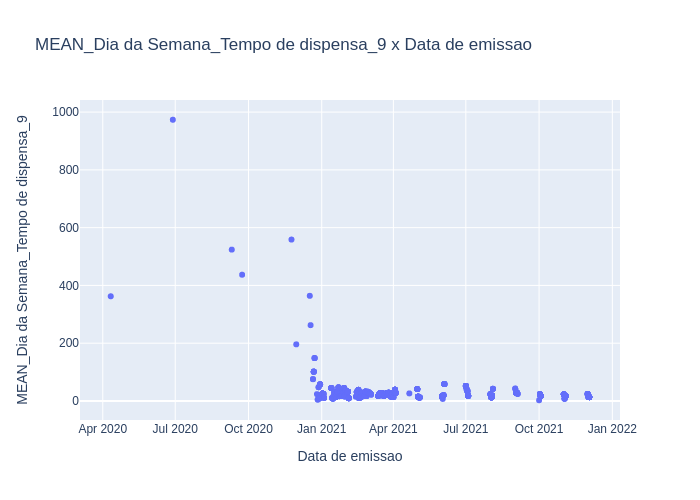 MEAN_Dia da Semana_Tempo de dispensa_9 x Data de emissao
MEAN_Dia da Semana_Tempo de dispensa_9
1000
800
600
400
200
0
Apr 2020
Jul 2020
Oct 2020
Jan 2021
Apr 2021
Jul 2021
Oct 2021
Jan 2022
Data de emissao